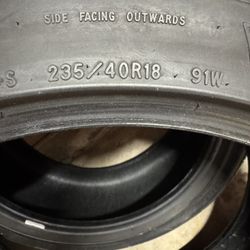 SIDE FACING OUTWARDS
S 235/40R18 91W